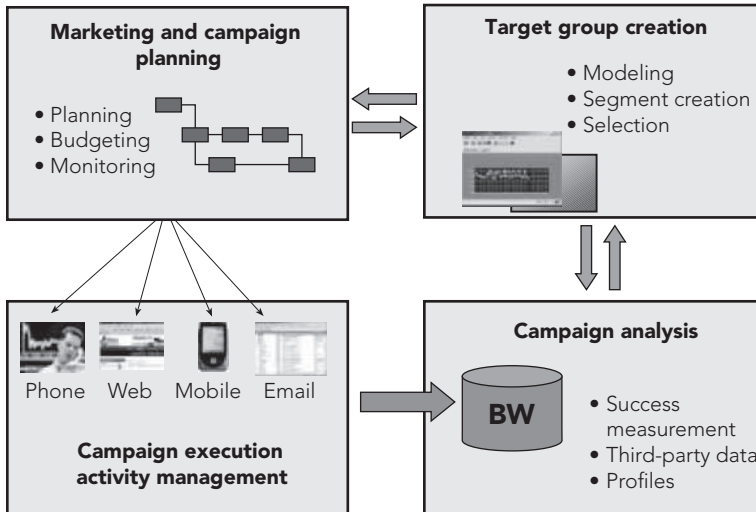 Marketing and campaign
planning
• Planning
• Budgeting
• Monitoring
Target group creation
• Modeling
• Segment creation
• Selection
Phone
Web
Mobile
Email
Campaign execution
activity management
Campaign analysis
BW
• Success
measurement
• Third-party data
• Profiles